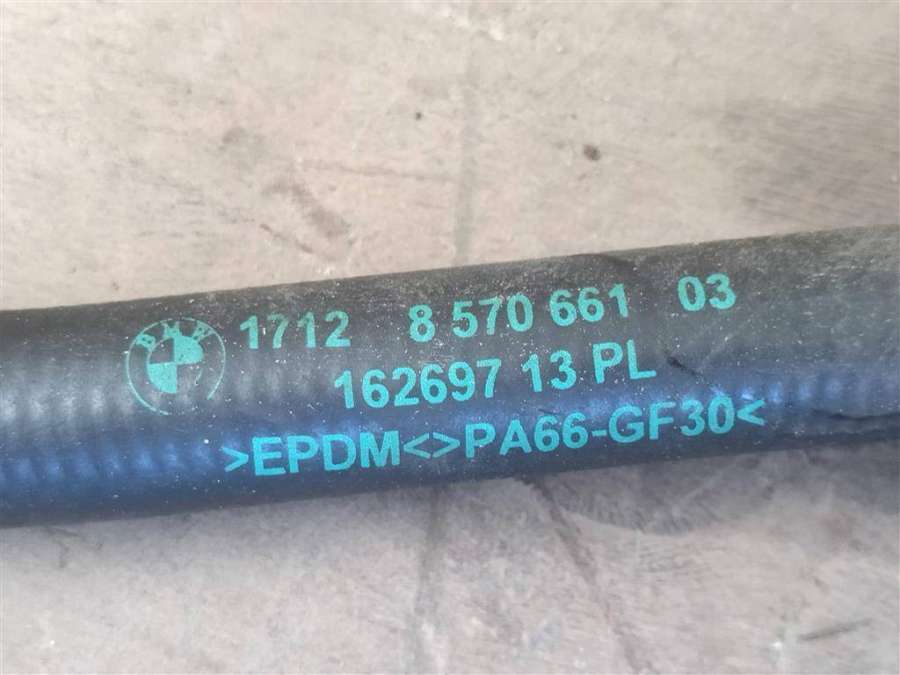 BMW
1712 8 570 661 03
162697 13 PL
>EPDM<>PA66-GF30<